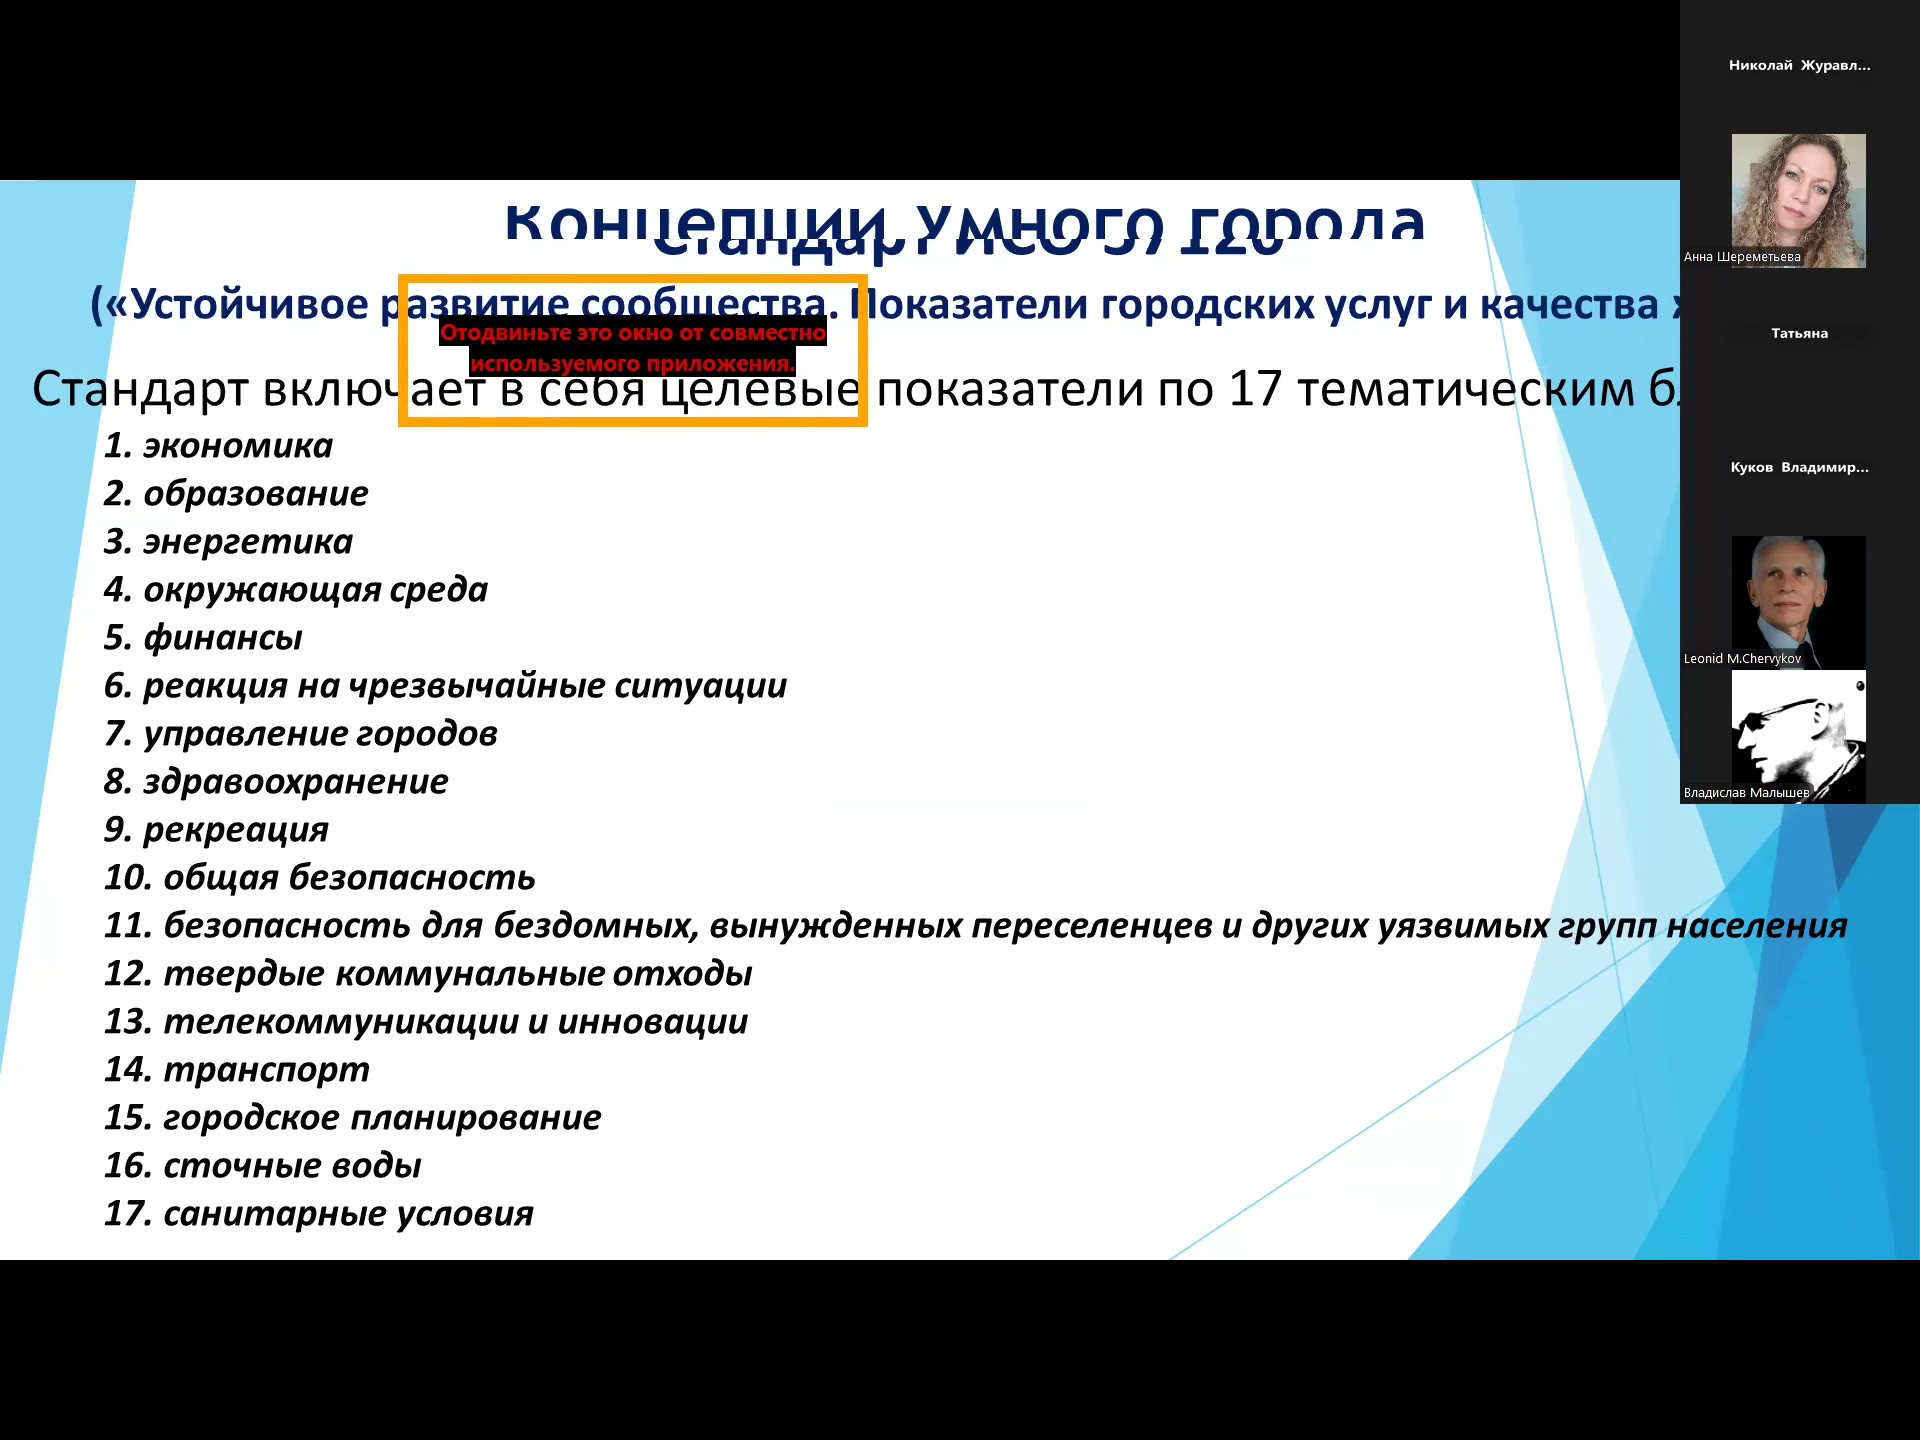 Николай Журавл...
Концепции Умного города
Стандарт ИСО 37120
(«Устойчивое развитие сообщества. Показатели городских услуг и качества
Отодвиньте это окно от совместно
используемого приложения.
Стандарт включает в себя целевые показатели по 17 тематическим
1. экономика
2. образование
3. энергетика
4. окружающая среда
5. финансы
6. реакция на чрезвычайные ситуации
7. управление городов
8. здравоохранение
9. рекреация
10. общая безопасность
11. безопасность для бездомных, вынужденных переселенцев и других уязвимых групп населения
12. твердые коммунальные отходы
13. телекоммуникации и инновации
14. транспорт
15. городское планирование
16. сточные воды
17. санитарные условия
Анна Шереметьева
Татьяна
Куков Владимир...
Leonid M.Chervykov
Владислав Малышев